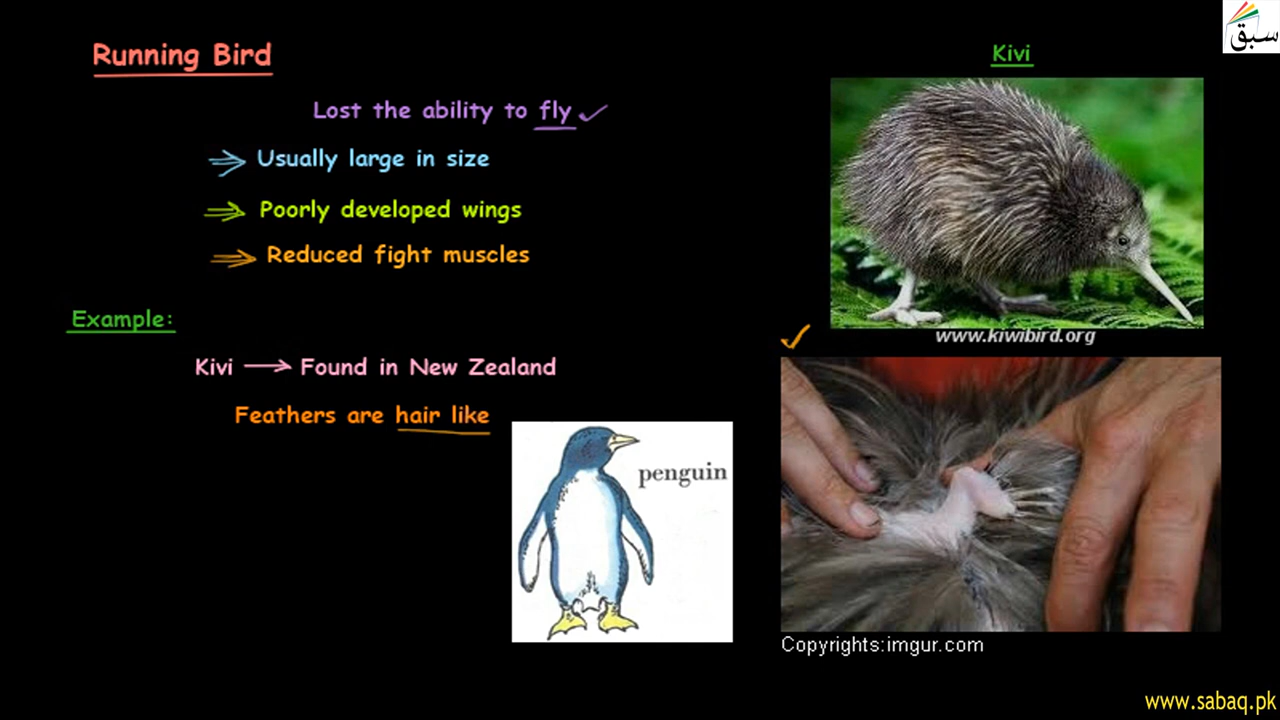 Running Bird
Lost the ability to fly
Usually large in size
Poorly developed wings
Reduced fight muscles
Example:
Kivi → Found in New Zealand
Feathers are hair like
penguin
سبق
Kivi
www.kiwibird.org
Copyrights:imgur.com
www.sabaq.pk